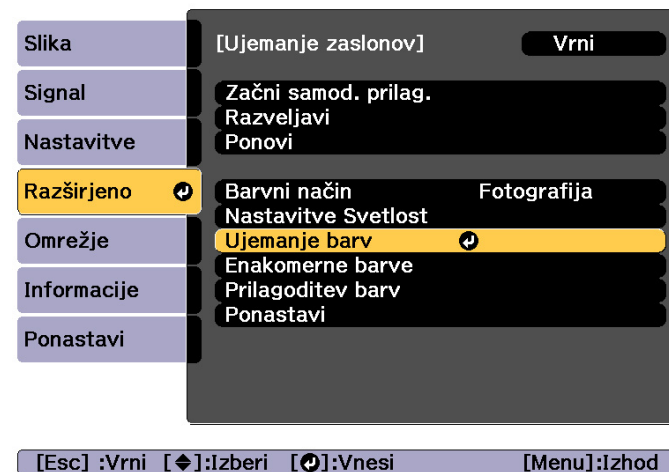 Slika
Signal
Nastavitve
Razširjeno
Omrežje
Informacije
Ponastavi
[Ujemanje zaslonov] Vrni
Začni samod. prilag.
Razveljavi
Ponovi
Barvni način Fotografija
Nastavitve Svetlost
Ujemanje barv
Enakomerne barve
Prilagoditev barv
Ponastavi
[Esc] :Vrni [◆]:Izberi [↵]:Vnesi [Menu]:Izhod